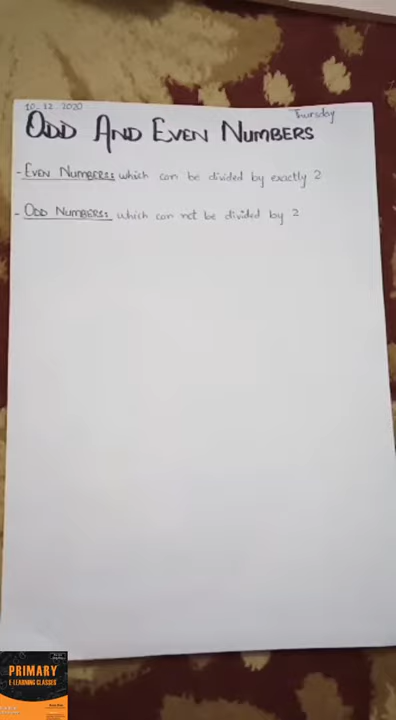 10-12-2020
Thursday
ODD AND EVEN NUMBERS
- EVEN NUMBERS: which can be divided by exactly 2
- ODD NUMBERS: which can not be divided by 2
PRIMARY
E-LEARNING CLASSES